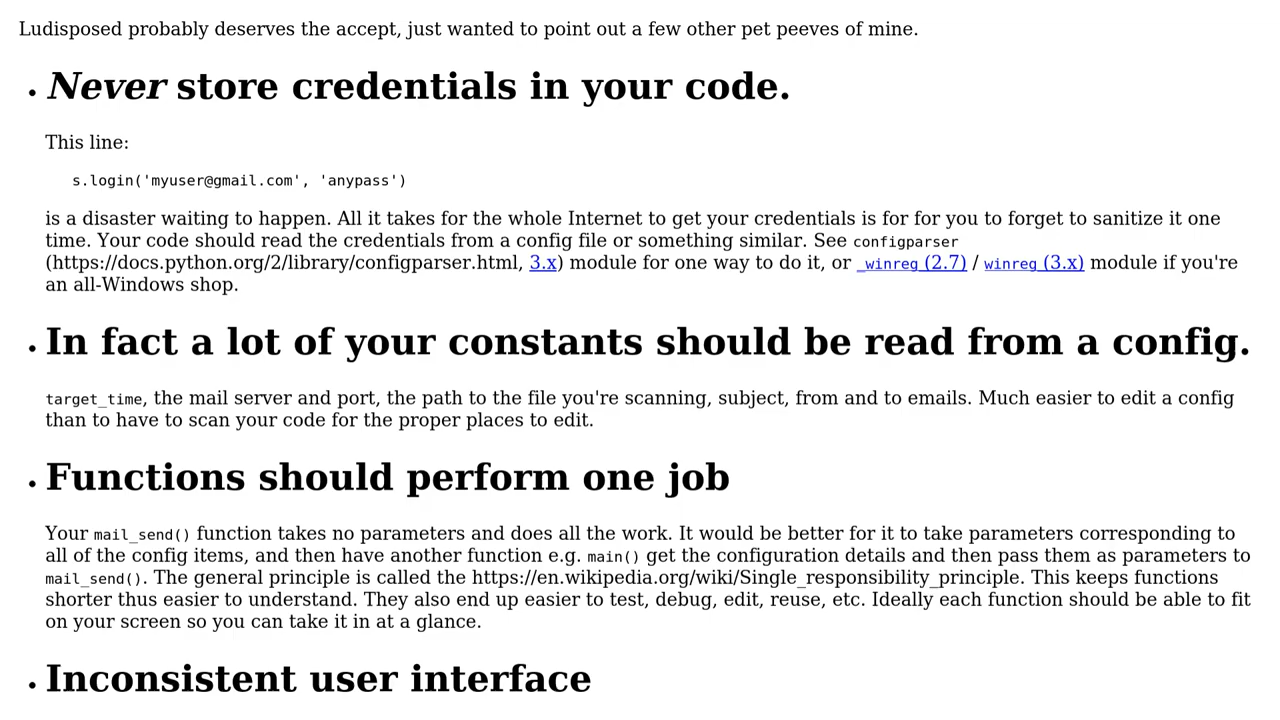 Ludisposed probably deserves the accept, just wanted to point out a few other pet peeves of mine.
• Never store credentials in your code.
This line:
s.login('myuser@gmail.com', 'anypass')
is a disaster waiting to happen. All it takes for the whole Internet to get your credentials is for for you to forget to sanitize it one
time. Your code should read the credentials from a config file or something similar. See configparser
(https://docs.python.org/2/library/configparser.html, 3.x) module for one way to do it, or _winreg (2.7) / winreg (3.x) module if you're
an all-Windows shop.
• In fact a lot of your constants should be read from a config.
target_time, the mail server and port, the path to the file you're scanning, subject, from and to emails. Much easier to edit a config
than to have to scan your code for the proper places to edit.
• Functions should perform one job
Your mail_send() function takes no parameters and does all the work. It would be better for it to take parameters corresponding to
all of the config items, and then have another function e.g. main() get the configuration details and then pass them as parameters to
mail_send(). The general principle is called the https://en.wikipedia.org/wiki/Single_responsibility_principle. This keeps functions
shorter thus easier to understand. They also end up easier to test, debug, edit, reuse, etc. Ideally each function should be able to fit
on your screen so you can take it in at a glance.
• Inconsistent user interface